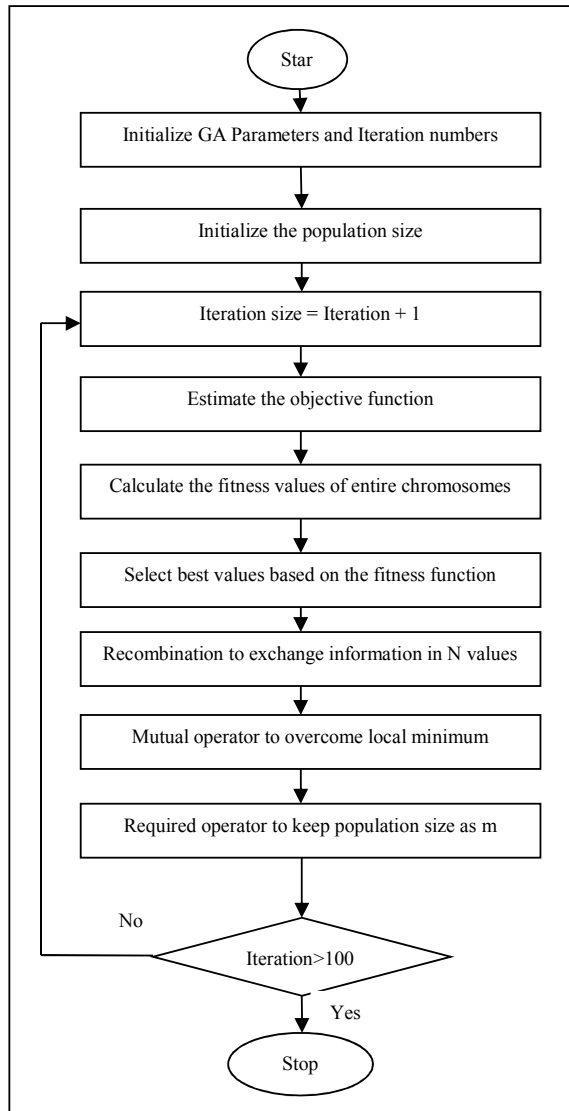 Star
Initialize GA Parameters and Iteration numbers
Initialize the population size
Iteration size = Iteration + 1
Estimate the objective function
Calculate the fitness values of entire chromosomes
Select best values based on the fitness function
Recombination to exchange information in N values
Mutual operator to overcome local minimum
Required operator to keep population size as m
No
Iteration>100
Yes
Stop